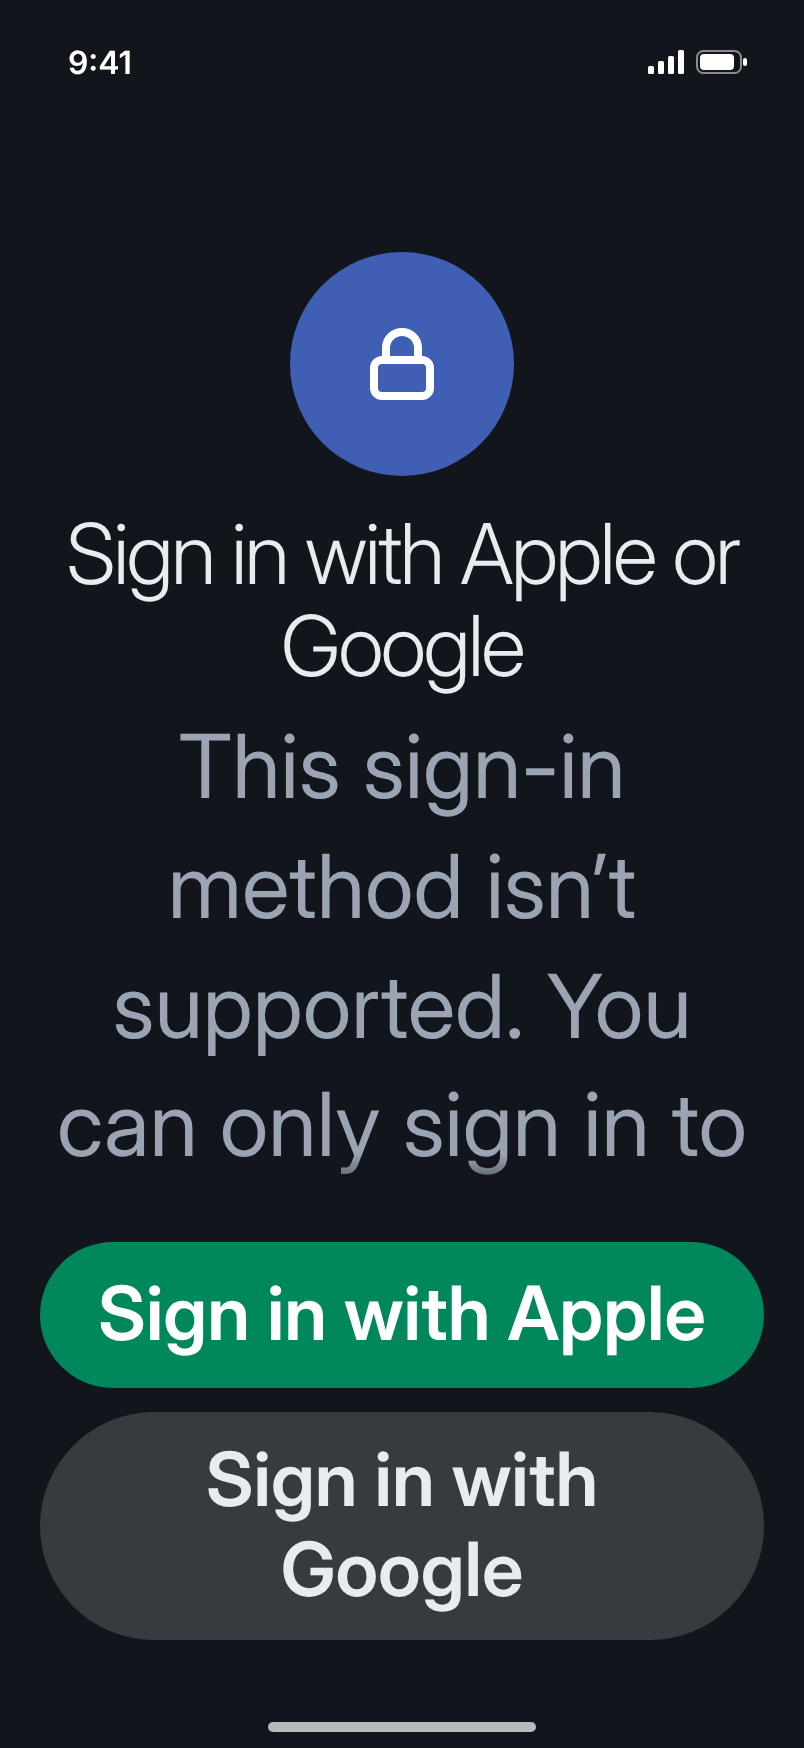 9:41
Sign in with Apple or
Google
This sign-in
method isn’t
supported. You
can only sign in to
Sign in with Apple
Sign in with
Google